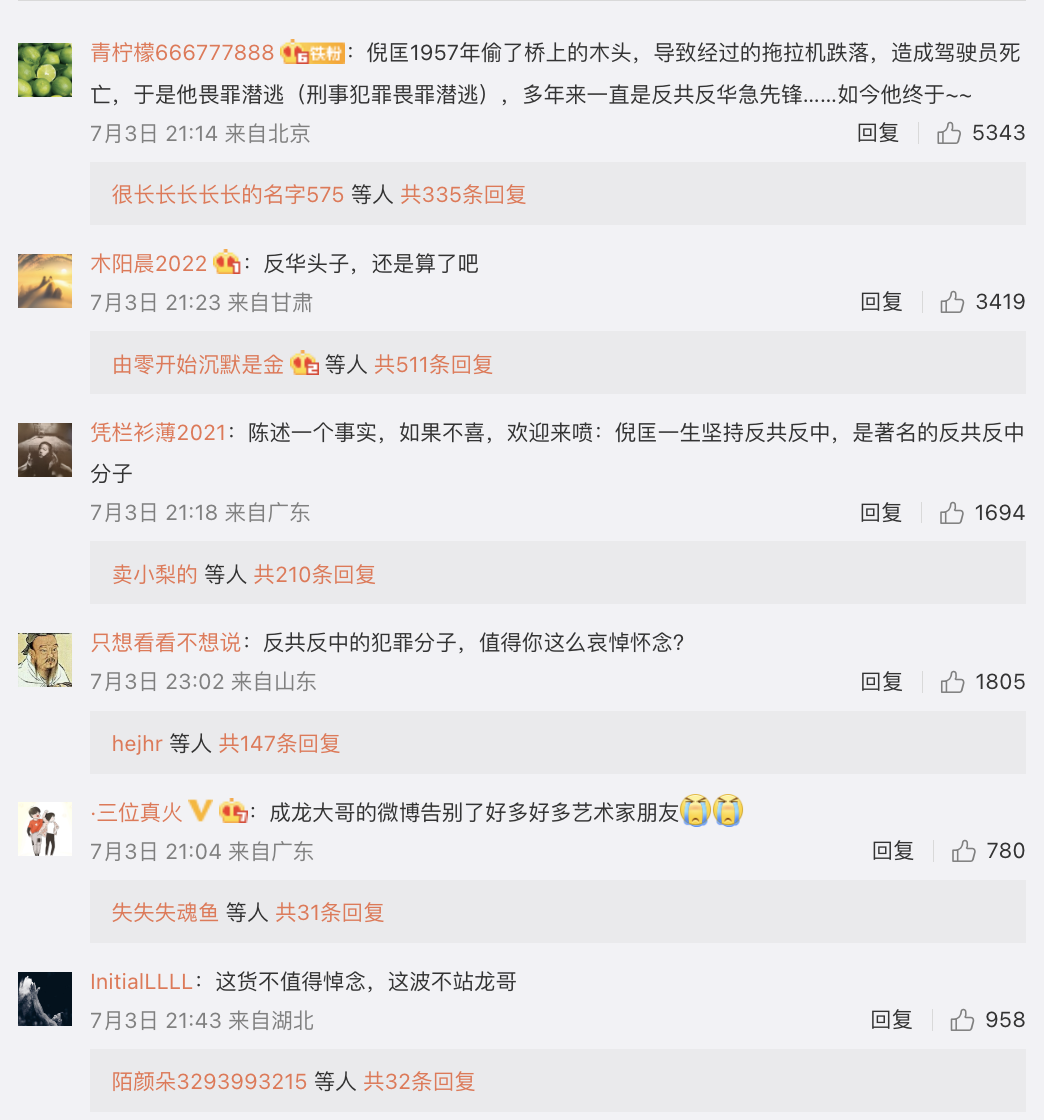 青柠檬666777888 6铁粉：倪匡1957年偷了桥上的木头，导致经过的拖拉机跌落，造成驾驶员死
亡，于是他畏罪潜逃（刑事犯罪畏罪潜逃），多年来一直是反共反华急先锋......如今他终于~~
7月3日 21:14 来自北京 回复 5343
很长长长长长的名字575 等人 共335条回复
木阳晨2022 1：反华头子，还是算了吧
7月3日 21:23 来自甘肃 回复 3419
由零开始沉默是金 2 等人 共511条回复
凭栏衫薄2021：陈述一个事实，如果不喜，欢迎来喷：倪匡一生坚持反共反中，是著名的反共反中
分子
7月3日 21:18 来自广东 回复 1694
卖小梨的 等人 共210条回复
只想看看不想说：反共反中的犯罪分子，值得你这么哀悼怀念?
7月3日 23:02 来自山东 回复 1805
hejhr 等人 共147条回复
·三位真火 V 7：成龙大哥的微博告别了好多好多艺术家朋友
7月3日 21:04 来自广东 回复 780
失失失魂鱼 等人 共31条回复
InitialLLLL：这货不值得悼念，这波不站龙哥
7月3日 21:43 来自湖北 回复 958
陌颜朵3293993215 等人 共32条回复